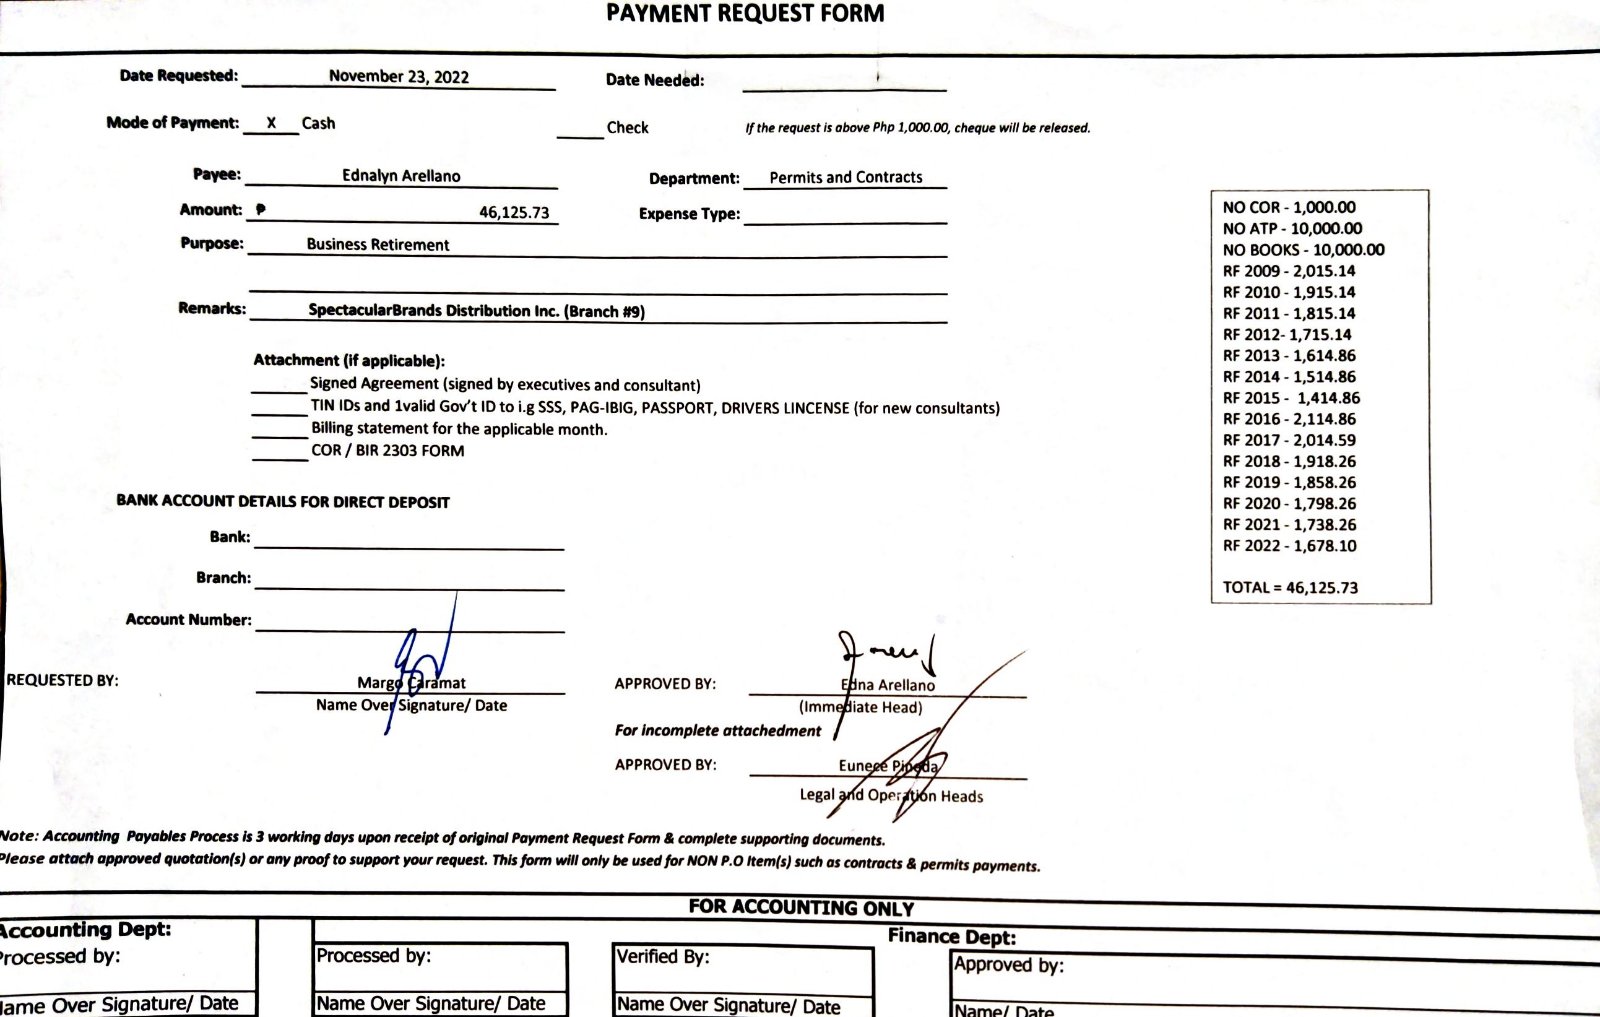 PAYMENT REQUEST FORM
Date Requested: November 23, 2022 Date Needed:
Mode of Payment: X Cash Check If the request is above Php 1,000.00, cheque will be released.
Payee: Ednalyn Arellano Department: Permits and Contracts
Amount: ₱ 46,125.73 Expense Type:
Purpose: Business Retirement
Remarks: SpectacularBrands Distribution Inc. (Branch #9)
Attachment (if applicable):
Signed Agreement (signed by executives and consultant)
TIN IDs and 1valid Gov't ID to i.g SSS, PAG-IBIG, PASSPORT, DRIVERS LINCENSE (for new consultants)
Billing statement for the applicable month.
COR / BIR 2303 FORM
NO COR - 1,000.00
NO ATP - 10,000.00
NO BOOKS - 10,000.00
RF 2009 - 2,015.14
RF 2010 - 1,915.14
RF 2011 - 1,815.14
RF 2012- 1,715.14
RF 2013 - 1,614.86
RF 2014 - 1,514.86
RF 2015 - 1,414.86
RF 2016 - 2,114.86
RF 2017 - 2,014.59
RF 2018 - 1,918.26
RF 2019 - 1,858.26
RF 2020 - 1,798.26
RF 2021 - 1,738.26
RF 2022 - 1,678.10
TOTAL = 46,125.73
BANK ACCOUNT DETAILS FOR DIRECT DEPOSIT
Bank:
Branch:
Account Number:
REQUESTED BY: Margo Caramat APPROVED BY: Edna Arellano
Name Over Signature/ Date (Immediate Head)
For incomplete attachedment
APPROVED BY: Eunece Pineda
Legal and Operation Heads
Note: Accounting Payables Process is 3 working days upon receipt of original Payment Request Form & complete supporting documents.
Please attach approved quotation(s) or any proof to support your request. This form will only be used for NON P.O Item(s) such as contracts & permits payments.
FOR ACCOUNTING ONLY
Accounting Dept: Finance Dept:
Processed by: Processed by: Verified By: Approved by:
Name Over Signature/ Date Name Over Signature/ Date Name Over Signature/ Date Name/ Date